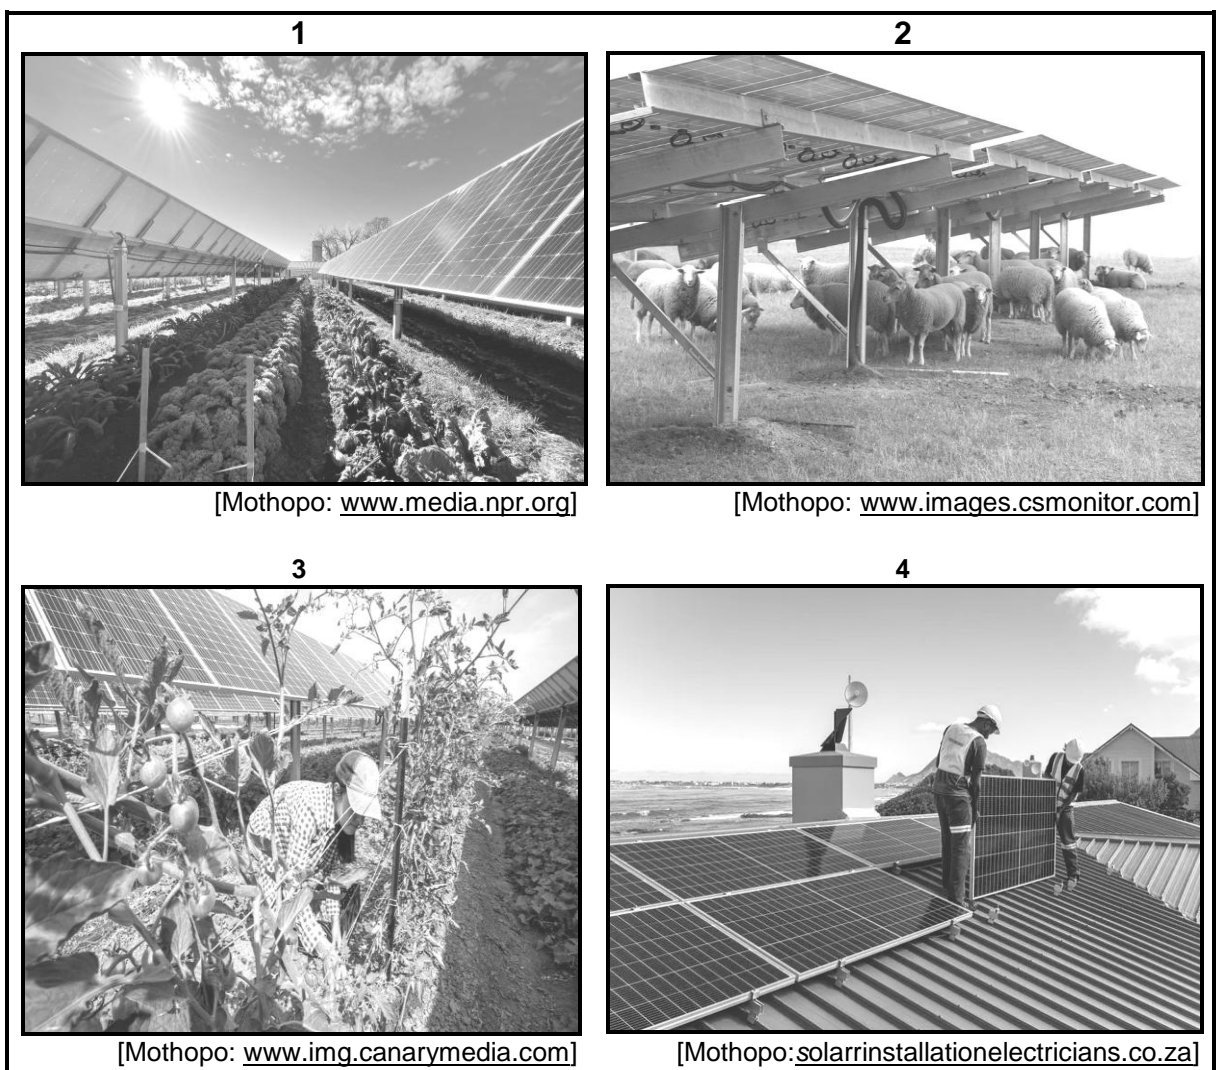 1
2
[Mothopo: www.media.npr.org]
[Mothopo: www.images.csmonitor.com]
3
4
[Mothopo: www.img.canarymedia.com]
[Mothopo:solarrinstallationelectricians.co.za]